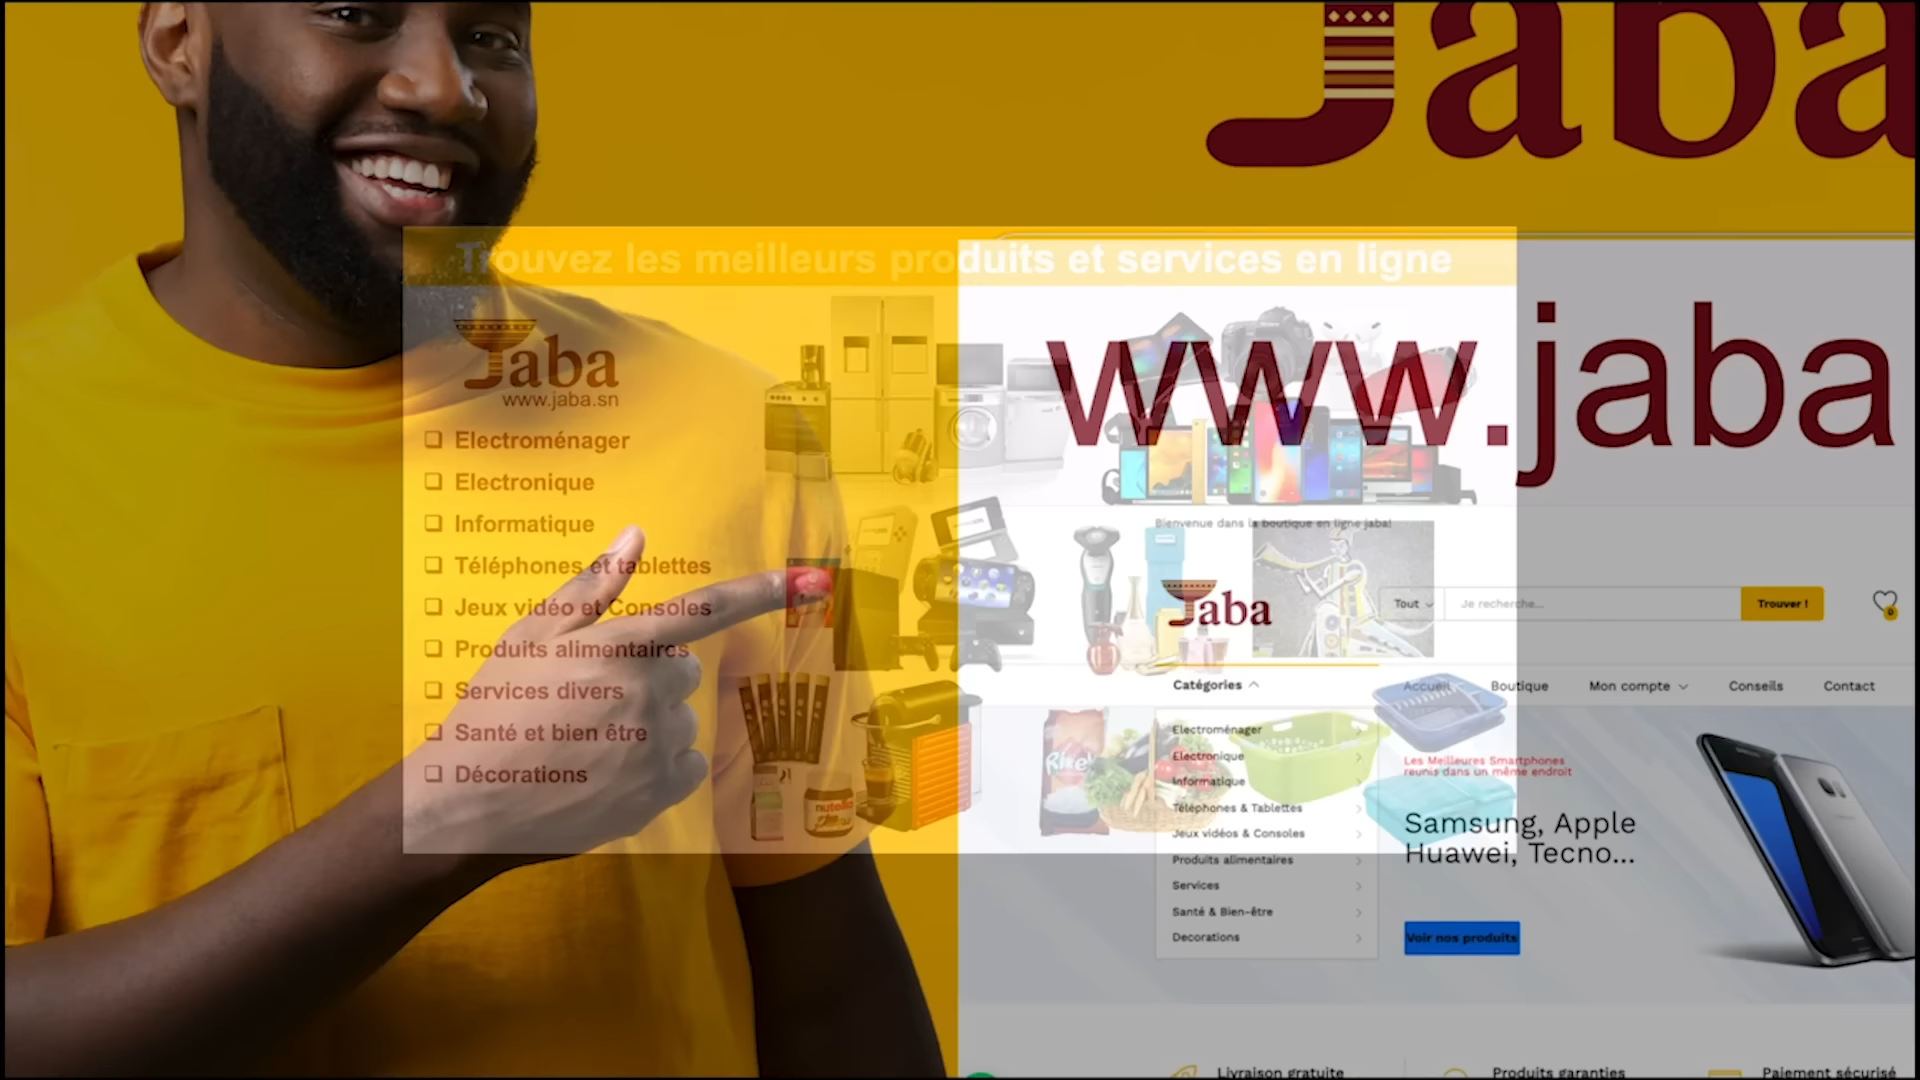 Jaba
Trouvez les meilleurs produits et services en ligne
www.jaba
Jaba
www.jaba.sn
Electroménager
Electronique
Informatique
Téléphones et tablettes
Jeux vidéo et Consoles
Produits alimentaires
Services divers
Santé et bien être
Décorations
nutella
Bienvenue dans la boutique en ligne jaba!
Jaba
Tout
Je recherche...
Trouver !
0
Catégories
Accueil
Boutique
Mon compte
Conseils
Contact
Electroménager
Electronique
Informatique
Téléphones & Tablettes
Jeux vidéos & Consoles
Produits alimentaires
Services
Santé & Bien-être
Decorations
Les Meilleures Smartphones
reunis dans un même endroit
Samsung, Apple
Huawei, Tecno...
Voir nos produits
Livraison gratuite
Produits garanties
Paiement sécurisé